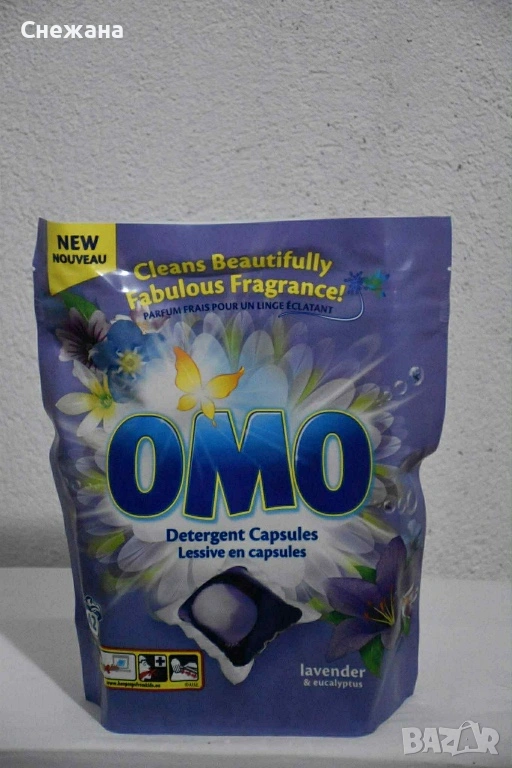 Снежана
NEW
NOUVEAU
Cleans Beautifully
Fabulous Fragrance!
PARFUM FRAIS POUR UN LINGE ÉCLATANT
OMO
Detergent Capsules
Lessive en capsules
lavender
& eucalyptus
BAZAR